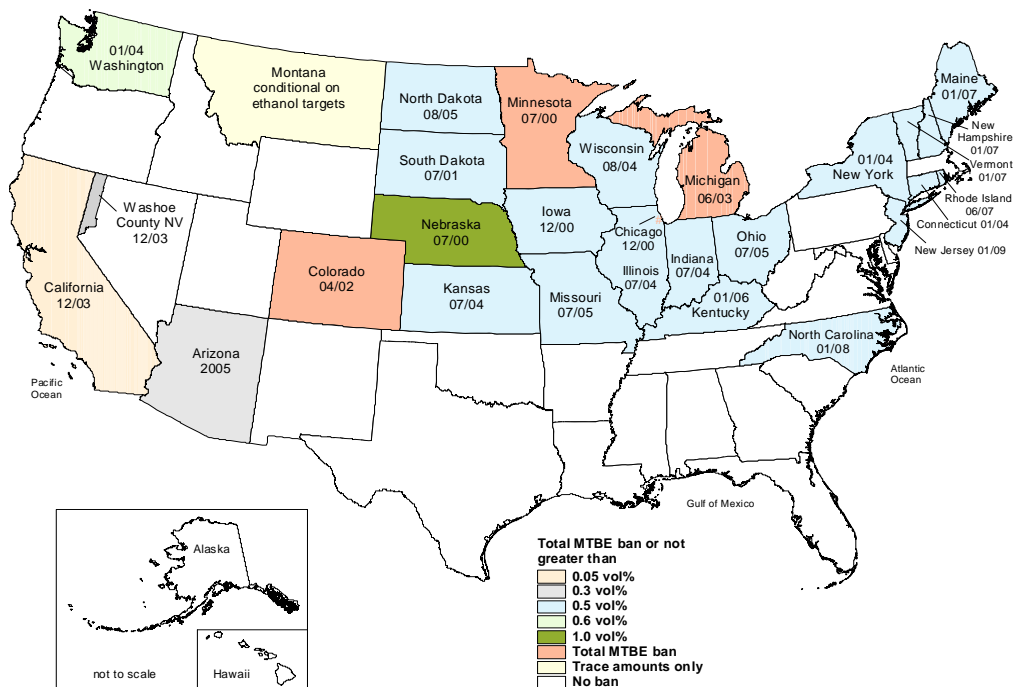 01/04
Washington
Montana
conditional on
ethanol targets
North Dakota
08/05
Minnesota
07/00
Maine
01/07
New
Hampshire
01/07
Vermont
01/07
Wisconsin
08/04
01/04
New York
South Dakota
07/01
Michigan
06/03
Rhode Island
06/07
Connecticut 01/04
New Jersey 01/09
Washoe
County NV
12/03
Nebraska
07/00
Iowa
12/00
Chicago
12/00
Illinois
07/04
Indiana
07/04
Ohio
07/05
California
12/03
Colorado
04/02
Kansas
07/04
Missouri
07/05
01/06
Kentucky
North Carolina
01/08
Arizona
2005
Pacific
Ocean
Atlantic
Ocean
Gulf of Mexico
Alaska
not to scale
Hawaii
Total MTBE ban or not
greater than
0.05 vol%
0.3 vol%
0.5 vol%
0.6 vol%
1.0 vol%
Total MTBE ban
Trace amounts only
No ban